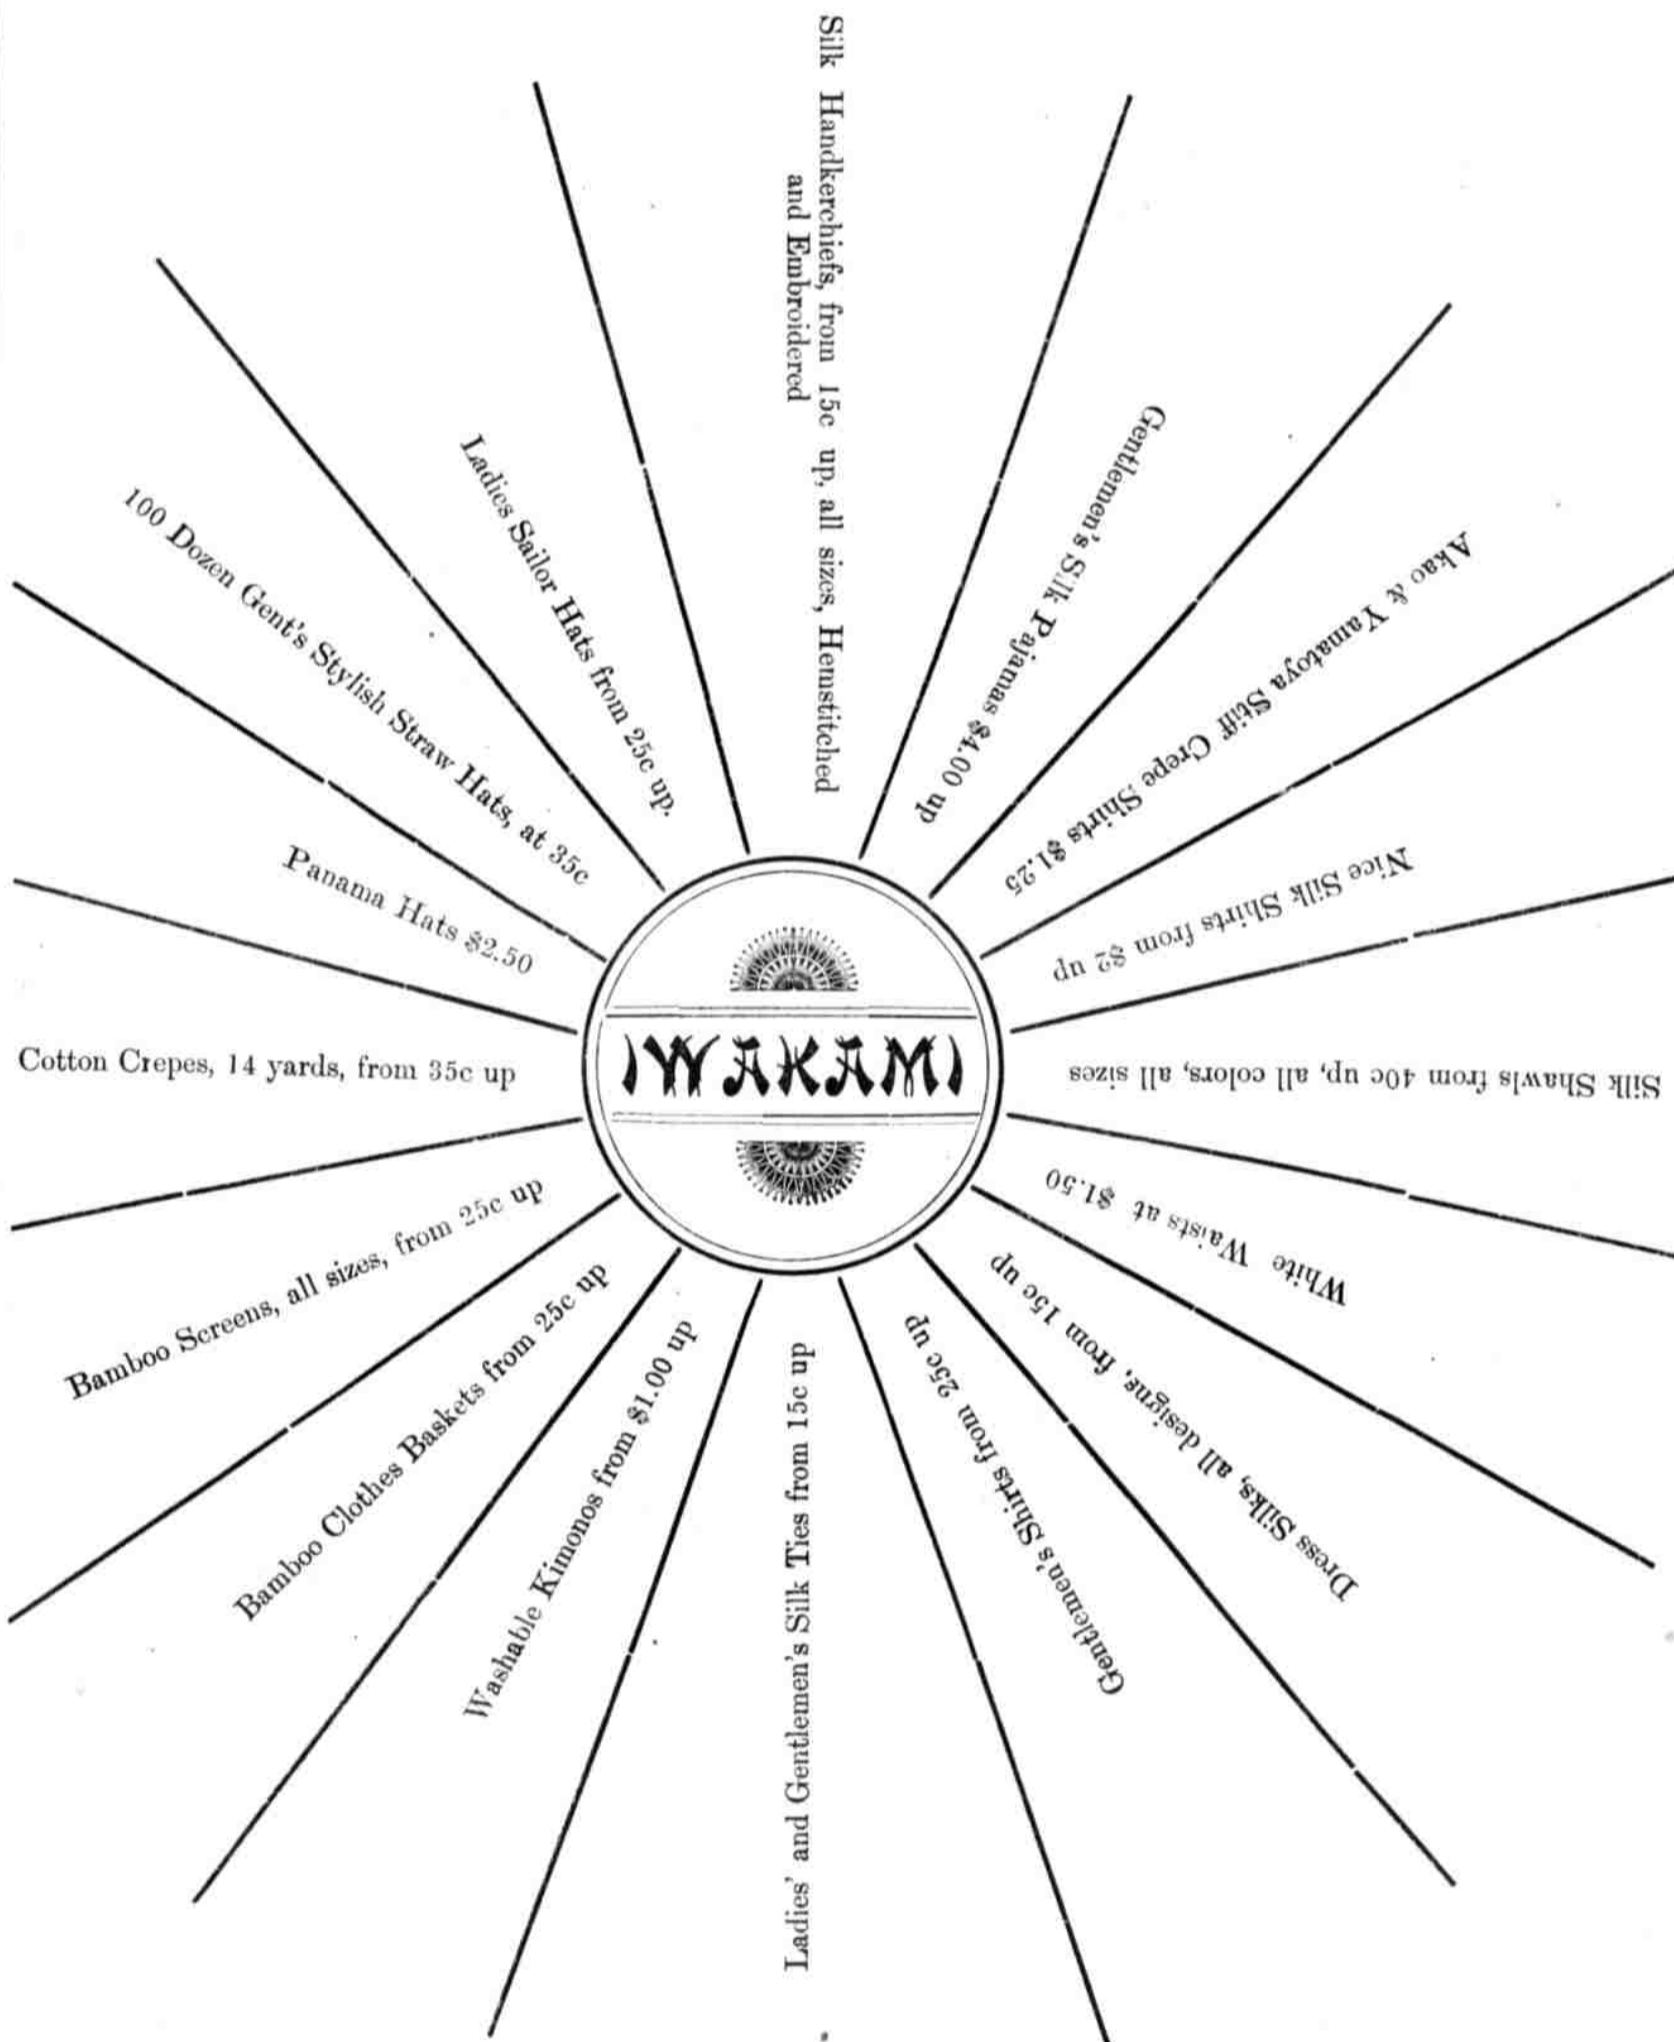 Silk Handkerchiefs, from 15c up, all sizes, Hemstitched
and Embroidered
Gentlemen's Silk Pajamas $4.00 up
Akao & Yamatoya Stiff Crepe Shirts $1.25
Nice Silk Shirts from $2 up
Silk Shawls from 40c up, all colors, all sizes
White Waists at $1.50
Dress Silks, all designs, from 15c up
Gentlemen's Shirts from 25c up
Ladies' and Gentlemen's Silk Ties from 15c up
Washable Kimonos from $1.00 up
Bamboo Clothes Baskets from 25c up
Bamboo Screens, all sizes, from 25c up
Cotton Crepes, 14 yards, from 35c up
Panama Hats $2.50
100 Dozen Gent's Stylish Straw Hats, at 35c
Ladies Sailor Hats from 25c up.
IWAKAMI